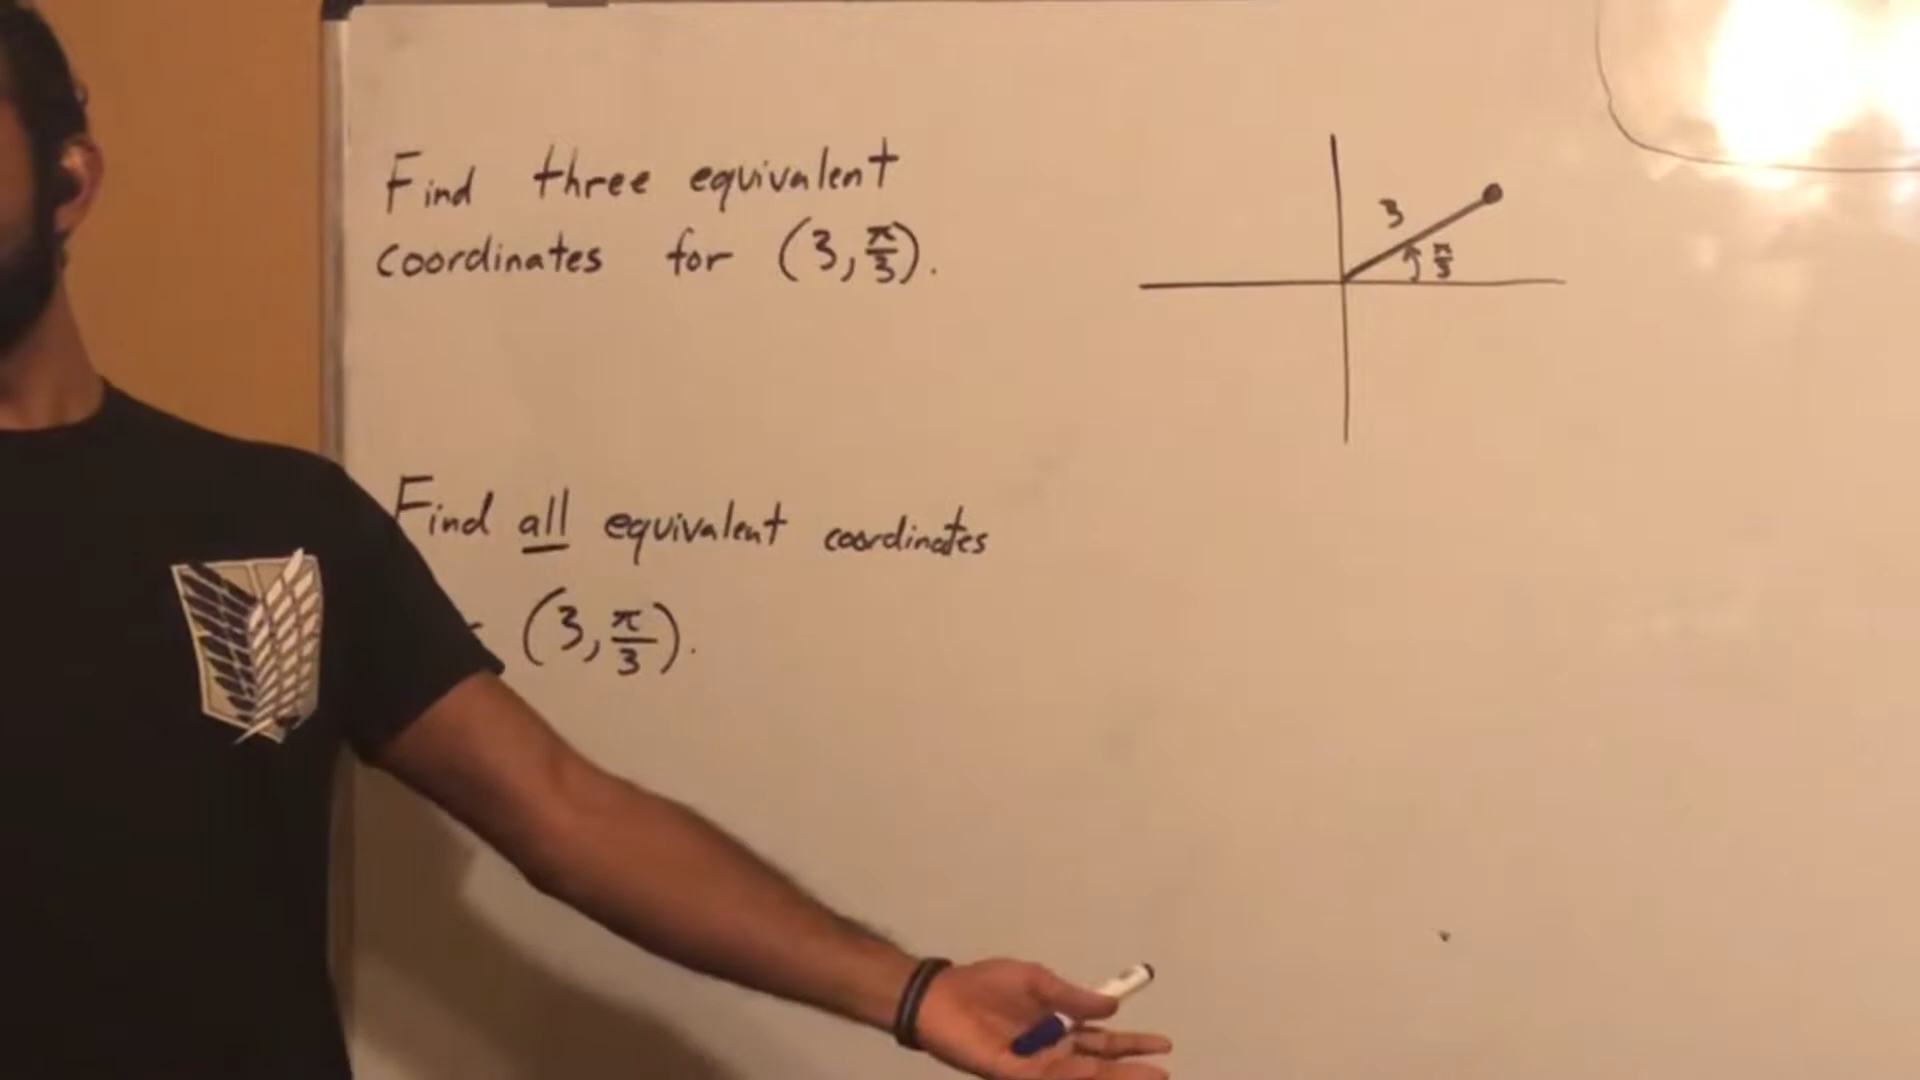 Find three equivalent
coordinates for (3, π/3).
3
π/3
Find all equivalent coordinates
(3, π/3).